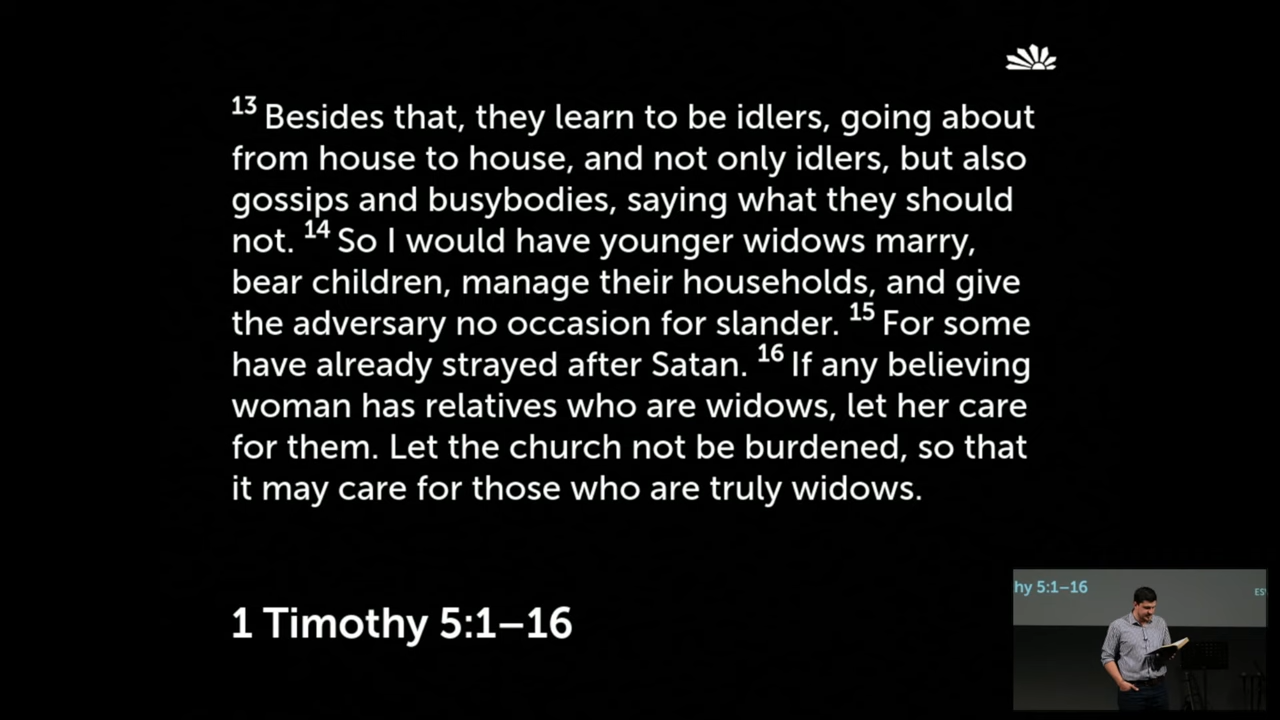 13 Besides that, they learn to be idlers, going about
from house to house, and not only idlers, but also
gossips and busybodies, saying what they should
not. 14 So I would have younger widows marry,
bear children, manage their households, and give
the adversary no occasion for slander. 15 For some
have already strayed after Satan. 16 If any believing
woman has relatives who are widows, let her care
for them. Let the church not be burdened, so that
it may care for those who are truly widows.
1 Timothy 5:1–16
hy 5:1–16